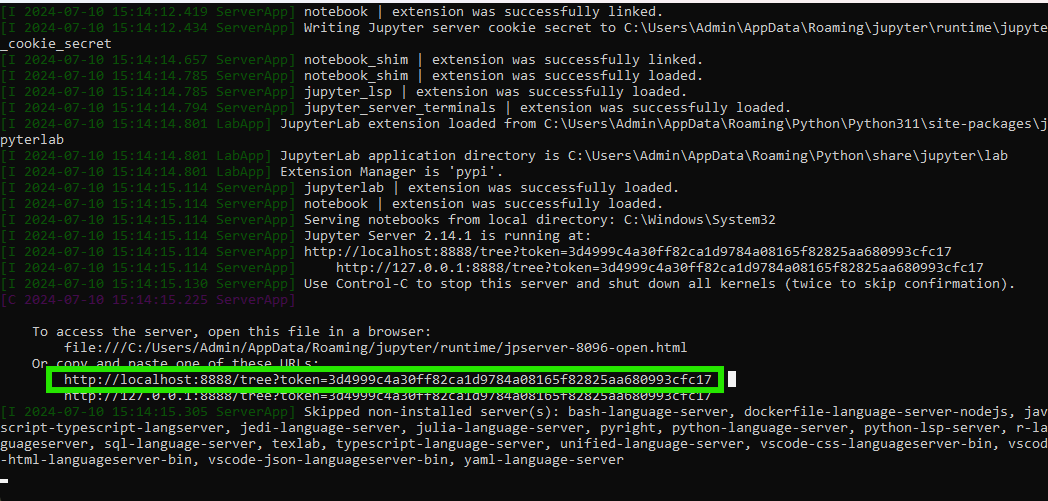 [I 2024-07-10 15:14:12.419 ServerApp] notebook | extension was successfully linked.
[I 2024-07-10 15:14:12.434 ServerApp] Writing Jupyter server cookie secret to C:\Users\Admin\AppData\Roaming\jupyter\runtime\jupyte
_cookie_secret
[I 2024-07-10 15:14:14.657 ServerApp] notebook_shim | extension was successfully linked.
[I 2024-07-10 15:14:14.785 ServerApp] notebook_shim | extension was successfully loaded.
[I 2024-07-10 15:14:14.785 ServerApp] jupyter_lsp | extension was successfully loaded.
[I 2024-07-10 15:14:14.794 ServerApp] jupyter_server_terminals | extension was successfully loaded.
[I 2024-07-10 15:14:14.801 LabApp] JupyterLab extension loaded from C:\Users\Admin\AppData\Roaming\Python\Python311\site-packages\j
pyterlab
[I 2024-07-10 15:14:14.801 LabApp] JupyterLab application directory is C:\Users\Admin\AppData\Roaming\Python\share\jupyter\lab
[I 2024-07-10 15:14:14.801 LabApp] Extension Manager is 'pypi'.
[I 2024-07-10 15:14:15.114 ServerApp] jupyterlab | extension was successfully loaded.
[I 2024-07-10 15:14:15.114 ServerApp] notebook | extension was successfully loaded.
[I 2024-07-10 15:14:15.114 ServerApp] Serving notebooks from local directory: C:\Windows\System32
[I 2024-07-10 15:14:15.114 ServerApp] Jupyter Server 2.14.1 is running at:
[I 2024-07-10 15:14:15.114 ServerApp] http://localhost:8888/tree?token=3d4999c4a30ff82ca1d9784a08165f82825aa680993cfc17
[I 2024-07-10 15:14:15.114 ServerApp]     http://127.0.0.1:8888/tree?token=3d4999c4a30ff82ca1d9784a08165f82825aa680993cfc17
[I 2024-07-10 15:14:15.130 ServerApp] Use Control-C to stop this server and shut down all kernels (twice to skip confirmation).
[C 2024-07-10 15:14:15.225 ServerApp]
To access the server, open this file in a browser:
file:///C:/Users/Admin/AppData/Roaming/jupyter/runtime/jpserver-8096-open.html
Or copy and paste one of these URLs:
http://localhost:8888/tree?token=3d4999c4a30ff82ca1d9784a08165f82825aa680993cfc17
http://127.0.0.1:8888/tree?token=3d4999c4a30ff82ca1d9784a08165f82825aa680993cfc17
[I 2024-07-10 15:14:15.305 ServerApp] Skipped non-installed server(s): bash-language-server, dockerfile-language-server-nodejs, jav
script-typescript-langserver, jedi-language-server, julia-language-server, pyright, python-language-server, python-lsp-server, r-la
guageserver, sql-language-server, texlab, typescript-language-server, unified-language-server, vscode-css-languageserver-bin, vscod
-html-languageserver-bin, vscode-json-languageserver-bin, yaml-language-server